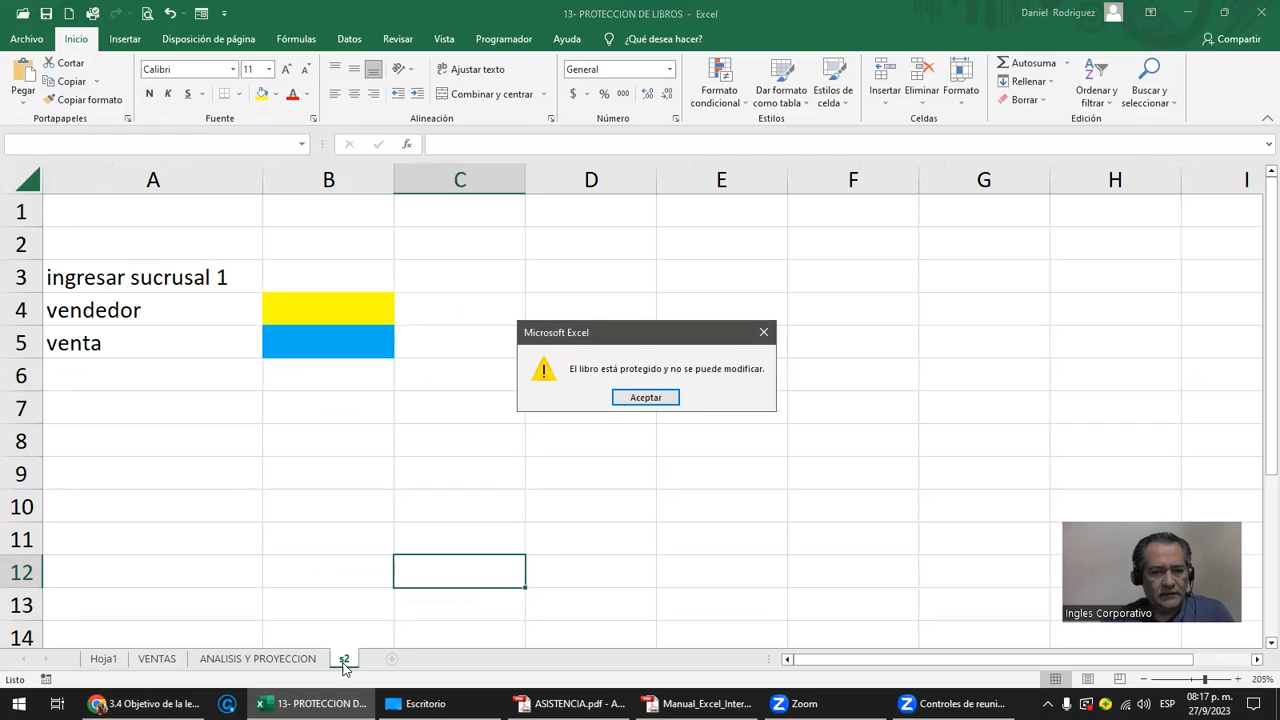 13- PROTECCION DE LIBROS - Excel
Daniel Rodriguez
Archivo Inicio Insertar Disposición de página Fórmulas Datos Revisar Vista Programador Ayuda ¿Qué desea hacer? Compartir
Pegar
Cortar
Copiar
Copiar formato
Portapapeles
Calibri 11
N K S
Fuente
Ajustar texto
Combinar y centrar
Alineación
General
$ % 000
Número
Formato condicional
Dar formato como tabla
Estilos de celda
Estilos
Insertar Eliminar Formato
Celdas
Autosuma
Rellenar
Borrar
Ordenar y filtrar
Buscar y seleccionar
Edición
fx
A B C D E F G H I
1
2
3 ingresar sucrusal 1
4 vendedor
5 venta
6
7
8
9
10
11
12
13
14
Microsoft Excel
El libro está protegido y no se puede modificar.
Aceptar
Ingles Corporativo
Hoja1 VENTAS ANALISIS Y PROYECCION s2
Listo 205%
3.4 Objetivo de la le... 13- PROTECCION D... Escritorio ASISTENCIA.pdf - A... Manual_Excel_Inter... Zoom Controles de reuni... ESP 08:17 p. m.
27/9/2023